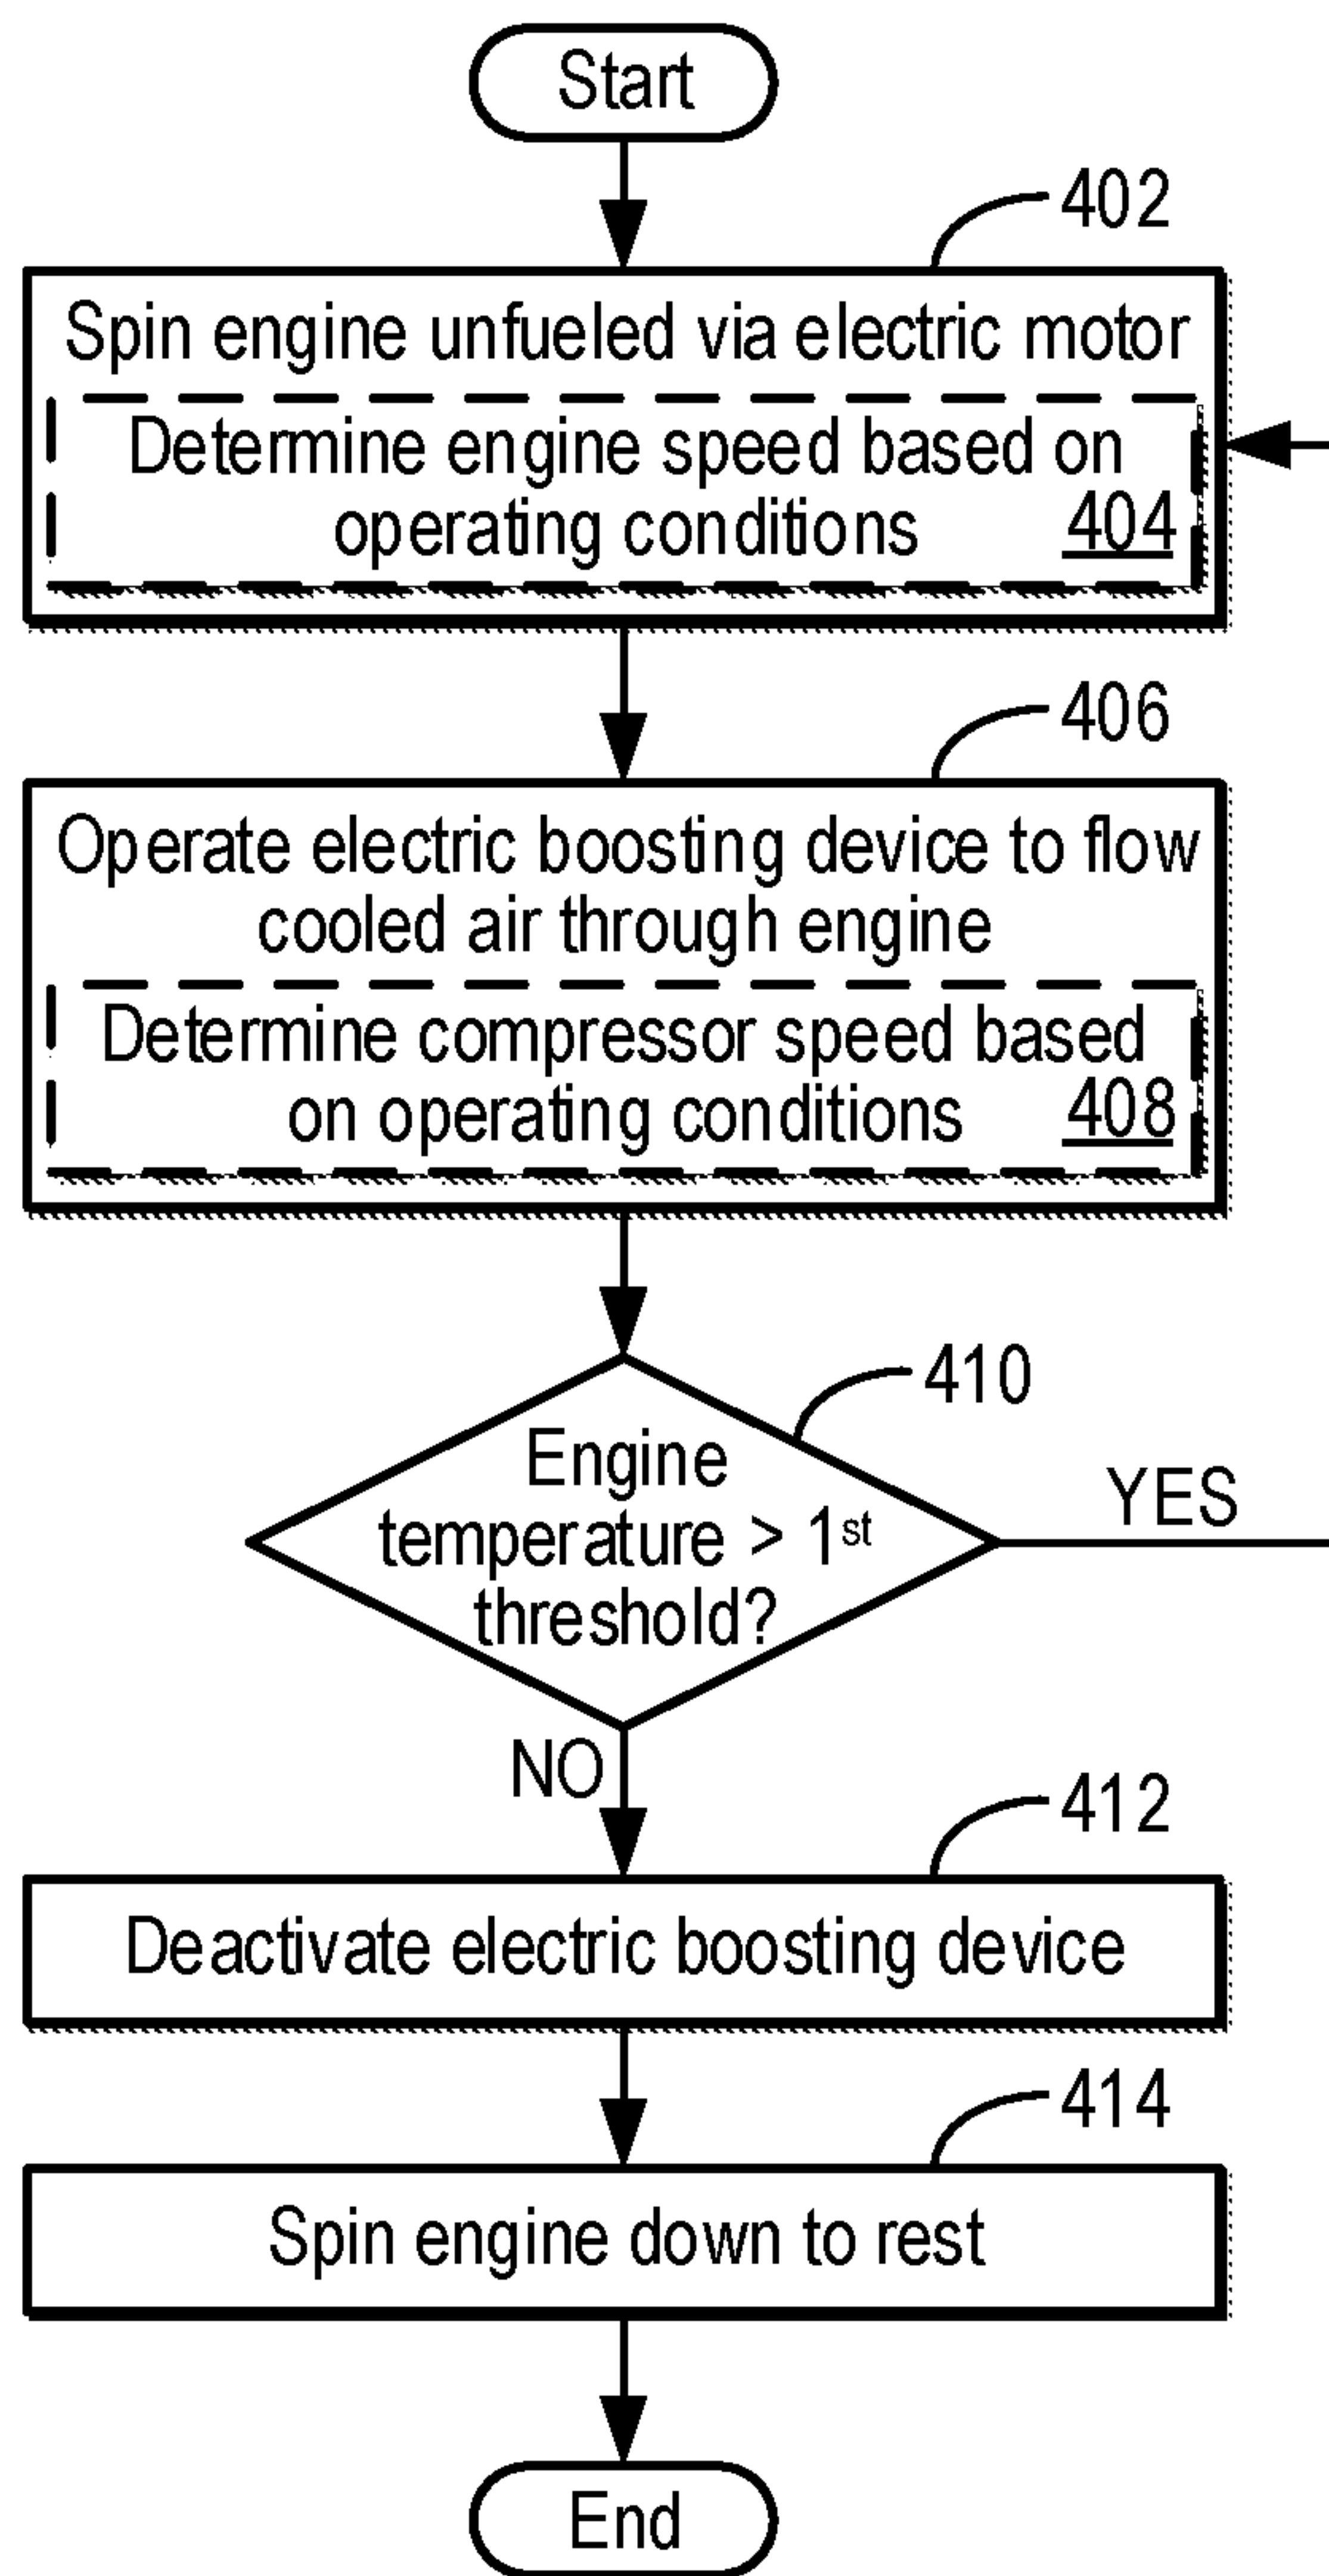 Start
402
Spin engine unfueled via electric motor
Determine engine speed based on
operating conditions 404
406
Operate electric boosting device to flow
cooled air through engine
Determine compressor speed based
on operating conditions 408
410
Engine
temperature > 1st
threshold?
YES
NO
412
Deactivate electric boosting device
414
Spin engine down to rest
End